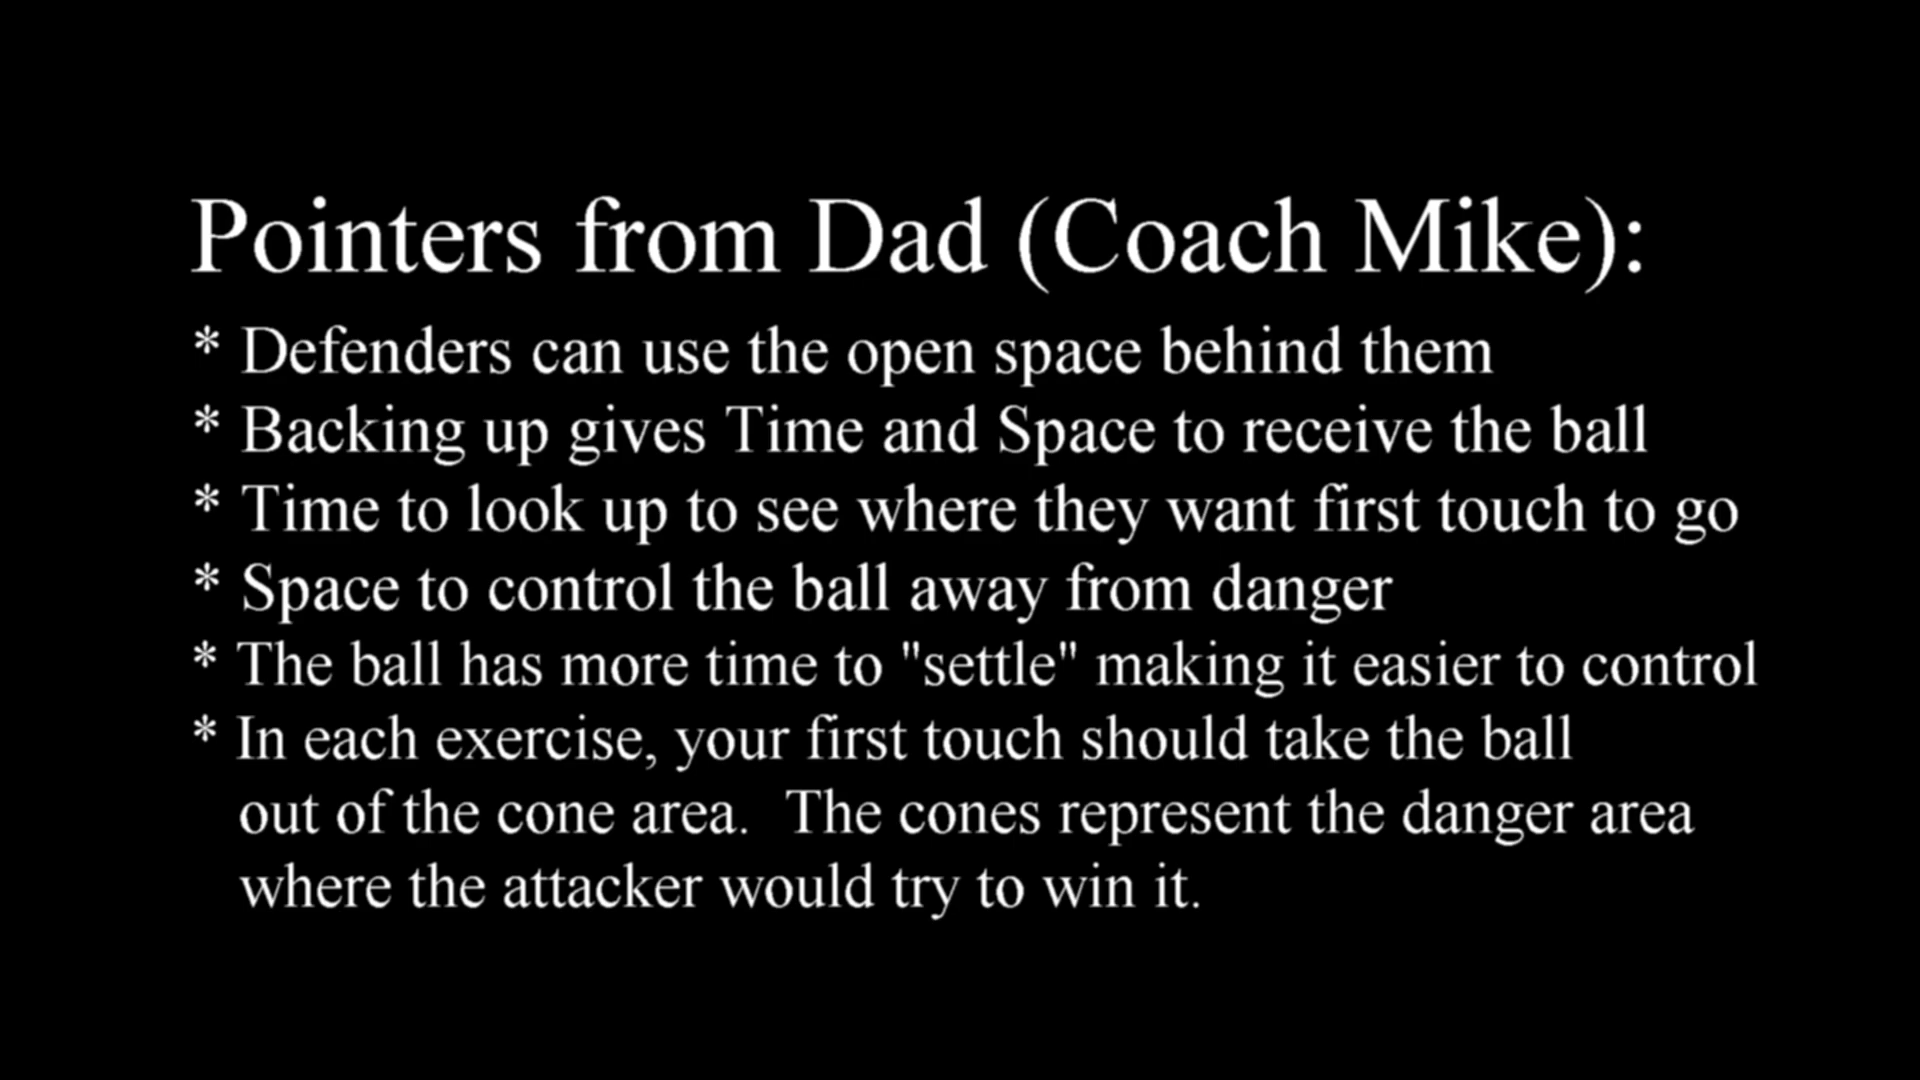 Pointers from Dad (Coach Mike):
* Defenders can use the open space behind them
* Backing up gives Time and Space to receive the ball
* Time to look up to see where they want first touch to go
* Space to control the ball away from danger
* The ball has more time to "settle" making it easier to control
* In each exercise, your first touch should take the ball
out of the cone area.  The cones represent the danger area
where the attacker would try to win it.